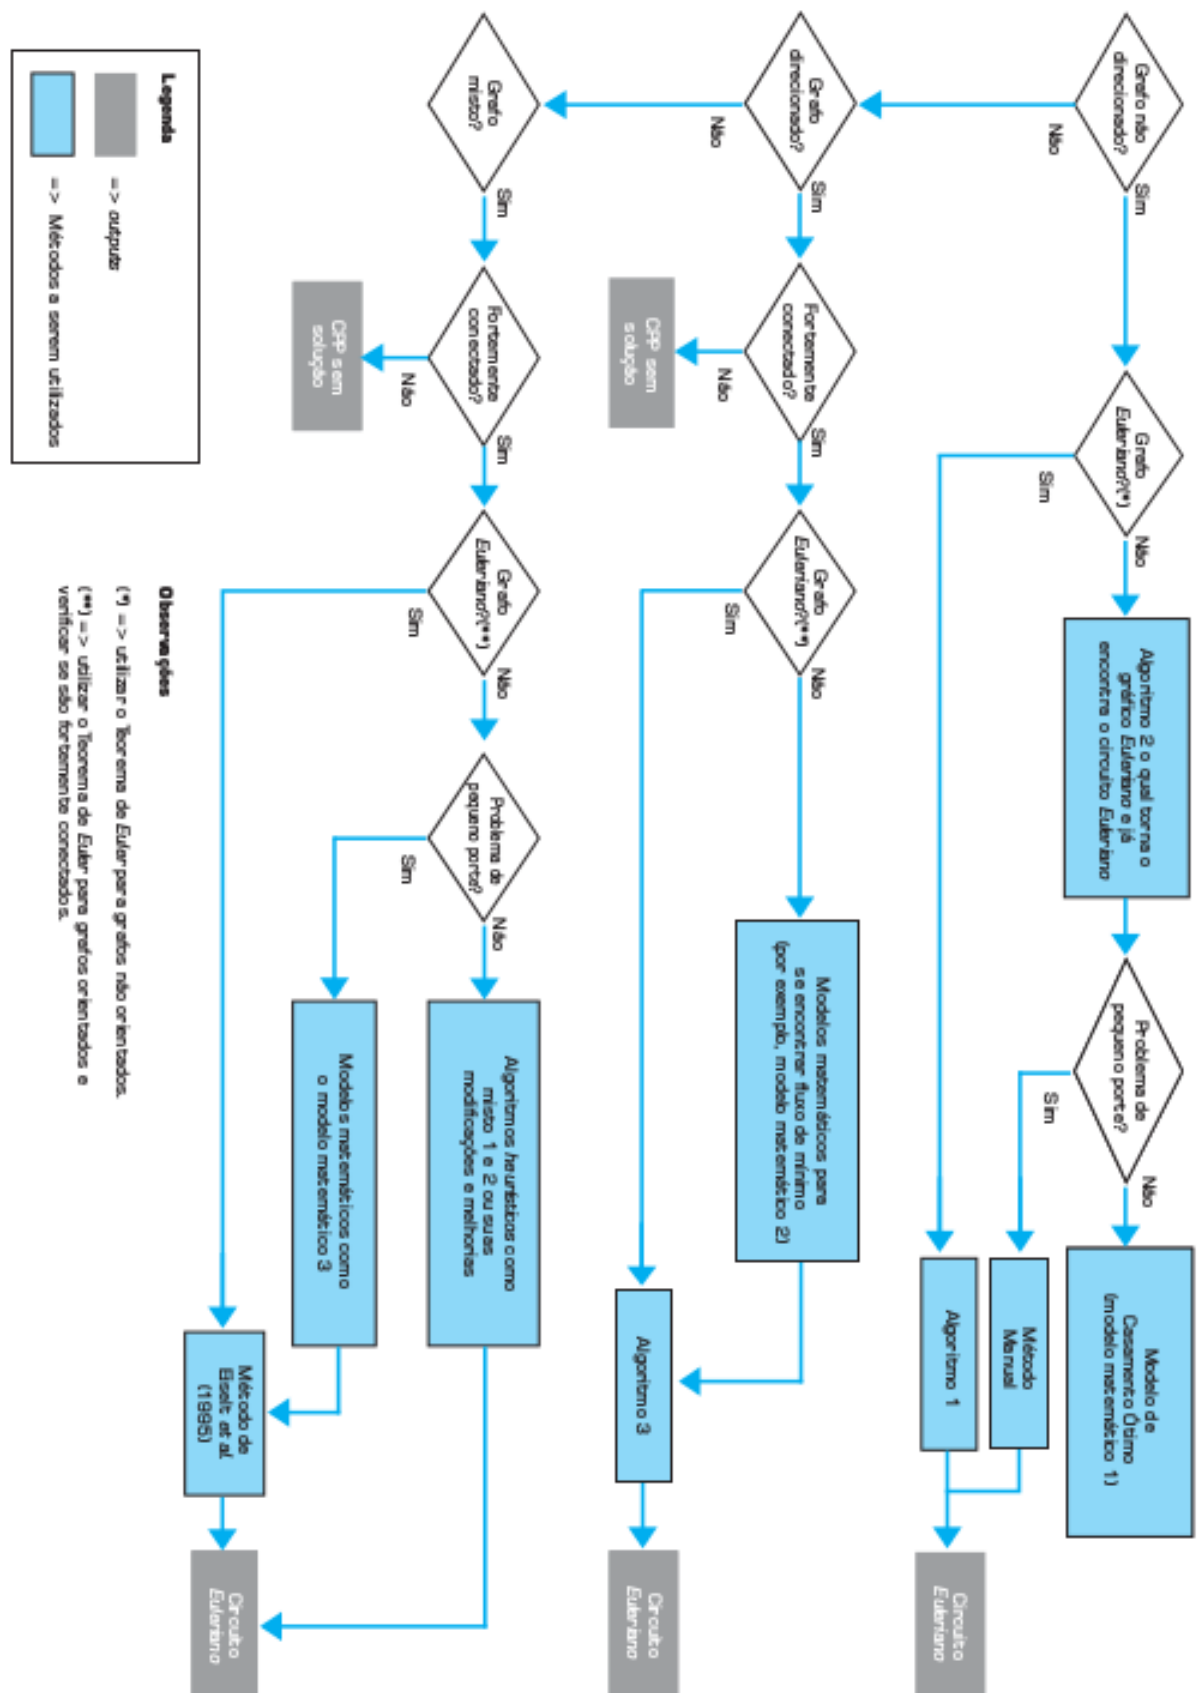 Grafo não
direcionado?
Sim
Não
Grafo
Euleriano?(*)
Não
Sim
Algoritmo 2 o qual torna o
gráfico Euleriano e já
encontra o circuito Euleriano
Problema de
pequeno porte?
Não
Sim
Modelo de
Casamento Ótimo
(modelo matemático 1)
Método
Manual
Algoritmo 1
Circuito
Euleriano
Grafo
direcionado?
Sim
Não
Fortemente
conectado?
Sim
Não
CPP sem
solução
Grafo
Euleriano?(**)
Não
Sim
Modelos matemáticos para
se encontrar fluxo de mínimo
(por exemplo, modelo matemático 2)
Algoritmo 3
Circuito
Euleriano
Grafo
misto?
Sim
Fortemente
conectado?
Sim
Não
CPP sem
solução
Grafo
Euleriano?(**)
Não
Sim
Problema de
pequeno porte?
Não
Sim
Algoritmos heurísticos como
misto 1 e 2 ou suas
modificações e melhorias
Modelos matemáticos como
o modelo matemático 3
Método de
Eiselt et al.
(1995)
Circuito
Euleriano
Legenda
=> outputs
=> Métodos a serem utilizados
Observações
(*) => utilizar o Teorema de Euler para grafos não orientados.
(**) => utilizar o Teorema de Euler para grafos orientados e
verificar se são fortemente conectados.